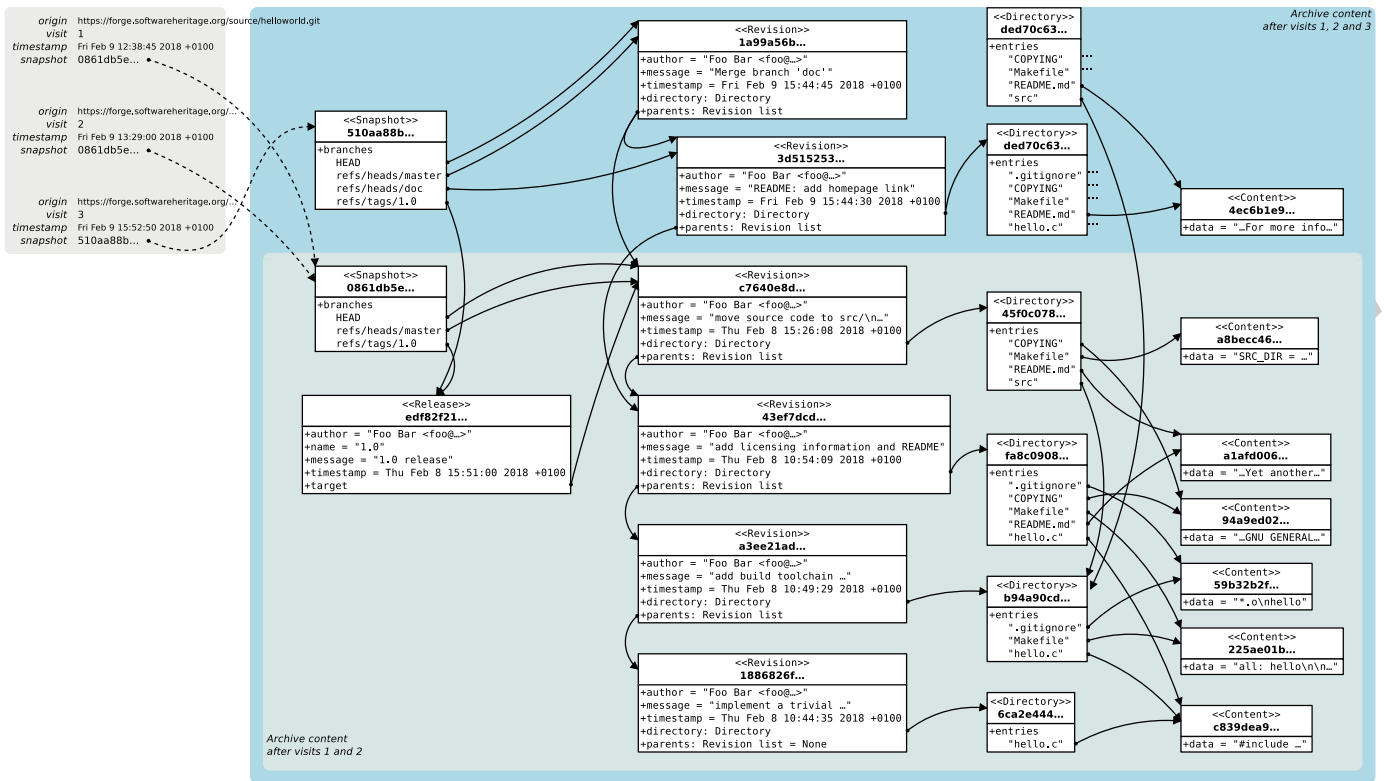 origin https://forge.softwareheritage.org/source/helloworld.git
visit 1
timestamp Fri Feb 9 12:38:45 2018 +0100
snapshot 0861db5e...
origin https://forge.softwareheritage.org/...
visit 2
timestamp Fri Feb 9 13:29:00 2018 +0100
snapshot 0861db5e...
origin https://forge.softwareheritage.org/...
visit 3
timestamp Fri Feb 9 15:52:50 2018 +0100
snapshot 510aa88b...
Archive content
after visits 1, 2 and 3
<<Snapshot>>
510aa88b...
+branches
HEAD
refs/heads/master
refs/heads/doc
refs/tags/1.0
<<Revision>>
1a99a56b...
+author = "Foo Bar <foo@…>"
+message = "Merge branch 'doc'"
+timestamp = Fri Feb 9 15:44:45 2018 +0100
+directory: Directory
+parents: Revision list
<<Revision>>
3d515253...
+author = "Foo Bar <foo@…>"
+message = "README: add homepage link"
+timestamp = Fri Feb 9 15:44:30 2018 +0100
+directory: Directory
+parents: Revision list
<<Directory>>
ded70c63...
+entries
"COPYING"
"Makefile"
"README.md"
"src"
<<Directory>>
ded70c63...
+entries
".gitignore"
"COPYING"
"Makefile"
"README.md"
"hello.c"
<<Content>>
4ec6b1e9...
+data = "…For more info…"
<<Snapshot>>
0861db5e...
+branches
HEAD
refs/heads/master
refs/tags/1.0
<<Release>>
edf82f21...
+author = "Foo Bar <foo@…>"
+name = "1.0"
+message = "1.0 release"
+timestamp = Thu Feb 8 15:51:00 2018 +0100
+target
<<Revision>>
c7640e8d...
+author = "Foo Bar <foo@…>"
+message = "move source code to src/\n…"
+timestamp = Thu Feb 8 15:26:08 2018 +0100
+directory: Directory
+parents: Revision list
<<Revision>>
43ef7dcd...
+author = "Foo Bar <foo@…>"
+message = "add licensing information and README"
+timestamp = Thu Feb 8 10:54:09 2018 +0100
+directory: Directory
+parents: Revision list
<<Revision>>
a3ee21ad...
+author = "Foo Bar <foo@…>"
+message = "add build toolchain …"
+timestamp = Thu Feb 8 10:49:29 2018 +0100
+directory: Directory
+parents: Revision list
<<Revision>>
1886826f...
+author = "Foo Bar <foo@…>"
+message = "implement a trivial …"
+timestamp = Thu Feb 8 10:44:35 2018 +0100
+directory: Directory
+parents: Revision list = None
<<Directory>>
45f0c078...
+entries
"COPYING"
"Makefile"
"README.md"
"src"
<<Directory>>
fa8c0908...
+entries
".gitignore"
"COPYING"
"Makefile"
"README.md"
"hello.c"
<<Directory>>
b94a90cd...
+entries
".gitignore"
"Makefile"
"hello.c"
<<Directory>>
6ca2e444...
+entries
"hello.c"
<<Content>>
a8becc46...
+data = "SRC_DIR = …"
<<Content>>
a1afd006...
+data = "…Yet another…"
<<Content>>
94a9ed02...
+data = "…GNU GENERAL…"
<<Content>>
59b32b2f...
+data = "*.o\nhello"
<<Content>>
225ae01b...
+data = "all: hello\n\n…"
<<Content>>
c839dea9...
+data = "#include …"
Archive content
after visits 1 and 2